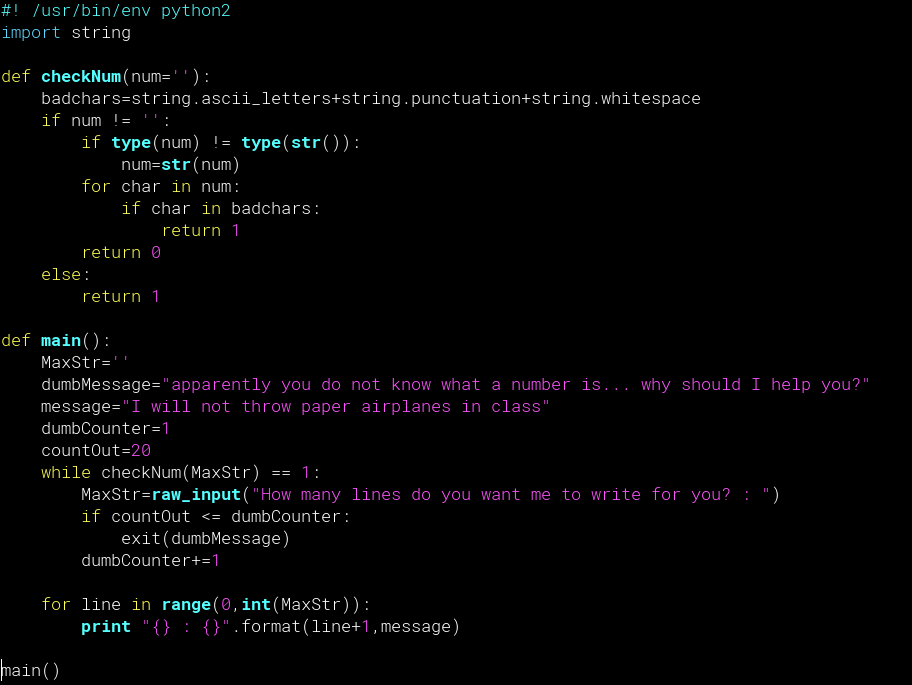 #! /usr/bin/env python2
import string

def checkNum(num=''):
    badchars=string.ascii_letters+string.punctuation+string.whitespace
    if num != '':
        if type(num) != type(str()):
            num=str(num)
        for char in num:
            if char in badchars:
                return 1
        return 0
    else:
        return 1

def main():
    MaxStr=''
    dumbMessage="apparently you do not know what a number is... why should I help you?"
    message="I will not throw paper airplanes in class"
    dumbCounter=1
    countOut=20
    while checkNum(MaxStr) == 1:
        MaxStr=raw_input("How many lines do you want me to write for you? : ")
        if countOut <= dumbCounter:
            exit(dumbMessage)
        dumbCounter+=1

    for line in range(0,int(MaxStr)):
        print "{} : {}".format(line+1,message)

main()